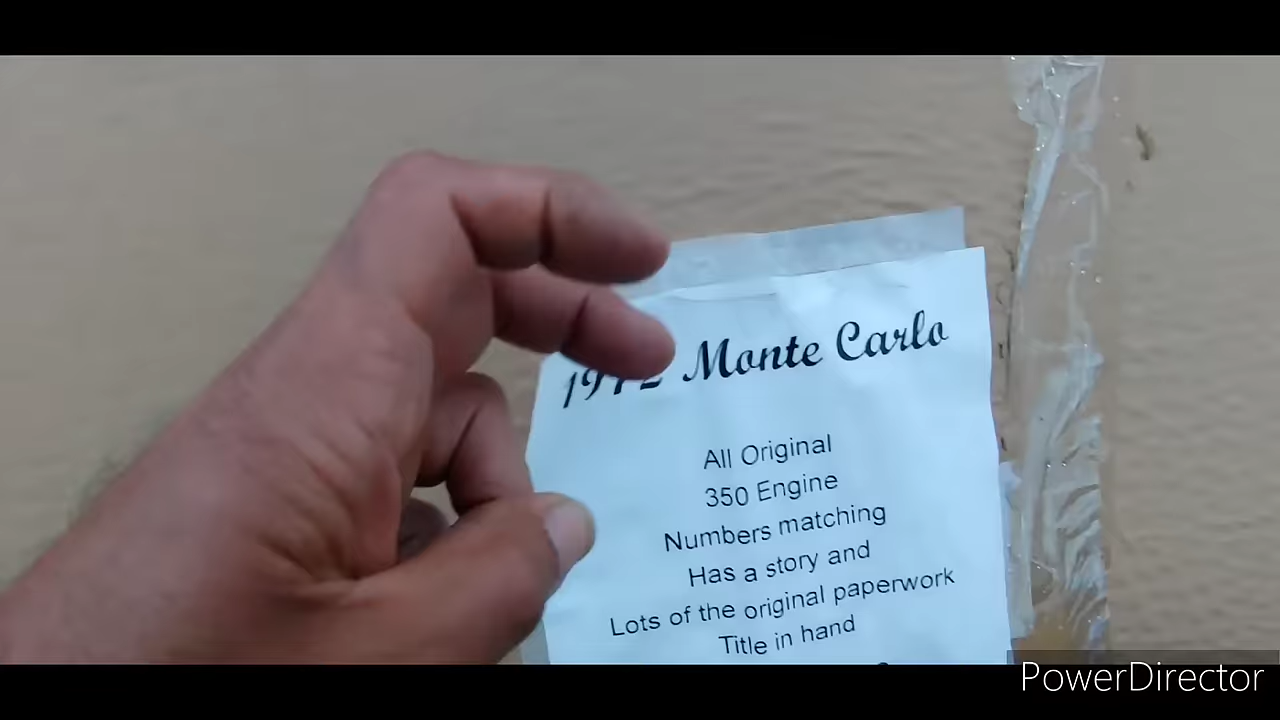 1972 Monte Carlo
All Original
350 Engine
Numbers matching
Has a story and
Lots of the original paperwork
Title in hand
PowerDirector